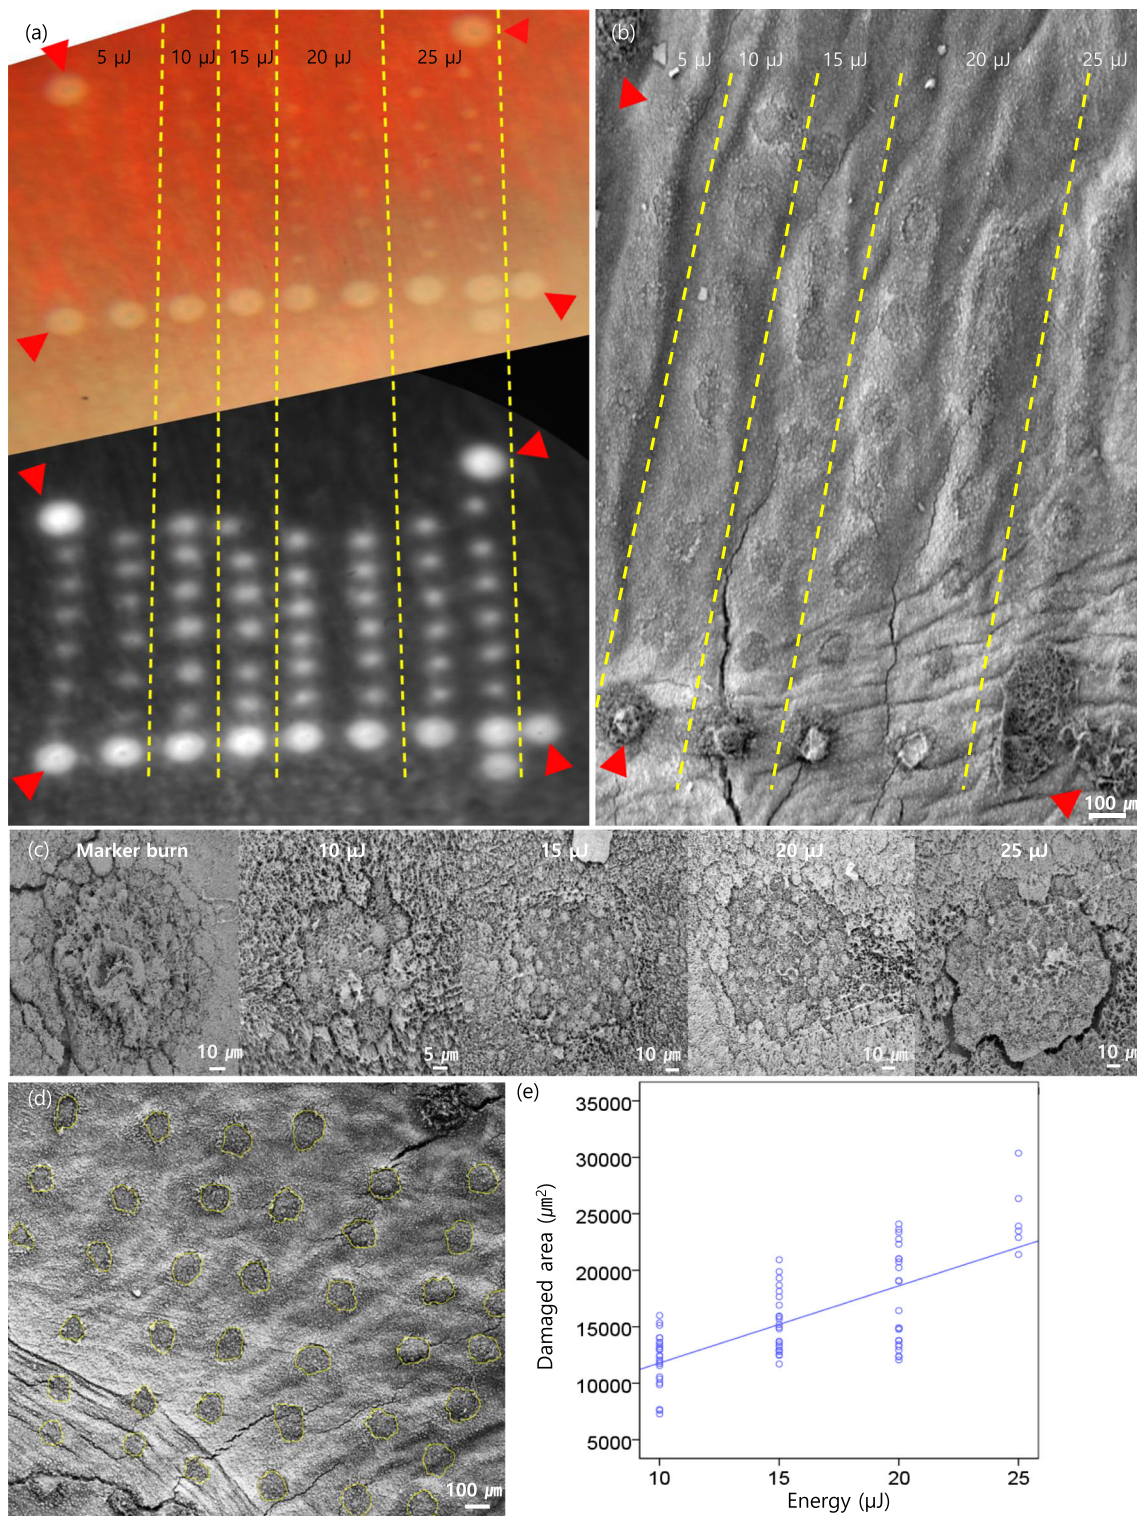 (a)
5 µJ 10 µJ 15 µJ 20 µJ 25 µJ
(b)
5 µJ 10 µJ 15 µJ 20 µJ 25 µJ
100 µm
(c) Marker burn 10 µJ 15 µJ 20 µJ 25 µJ
10 µm 5 µm 10 µm 10 µm 10 µm
(d)
100 µm
(e)
Damaged area (µm²)
35000
30000
25000
20000
15000
10000
5000
10 15 20 25
Energy (µJ)